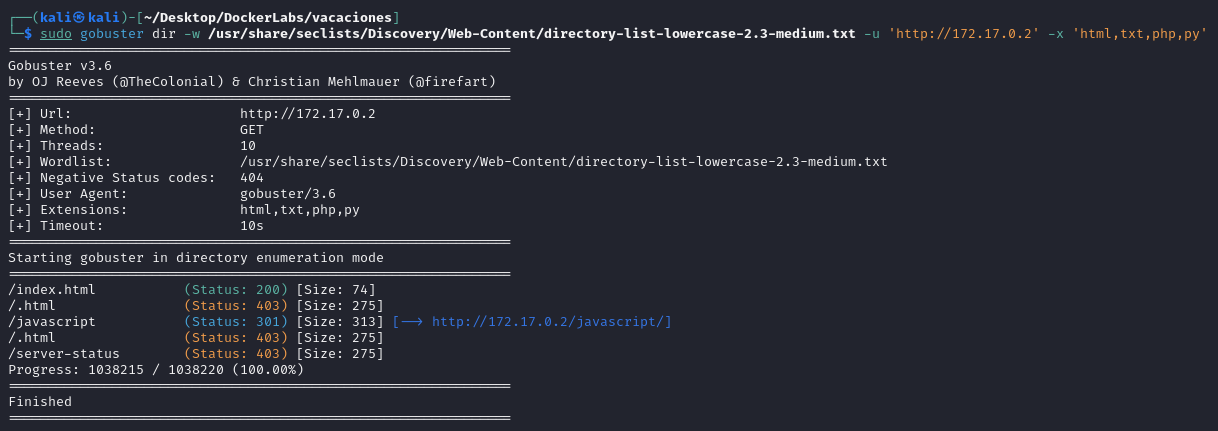 ┌──(kali㉿kali)-[~/Desktop/DockerLabs/vacaciones]
└─$ sudo gobuster dir -w /usr/share/seclists/Discovery/Web-Content/directory-list-lowercase-2.3-medium.txt -u 'http://172.17.0.2' -x 'html,txt,php,py'
===============================================================
Gobuster v3.6
by OJ Reeves (@TheColonial) & Christian Mehlmauer (@firefart)
===============================================================
[+] Url:                     http://172.17.0.2
[+] Method:                  GET
[+] Threads:                 10
[+] Wordlist:                /usr/share/seclists/Discovery/Web-Content/directory-list-lowercase-2.3-medium.txt
[+] Negative Status codes:   404
[+] User Agent:              gobuster/3.6
[+] Extensions:              html,txt,php,py
[+] Timeout:                 10s
===============================================================
Starting gobuster in directory enumeration mode
===============================================================
/index.html           (Status: 200) [Size: 74]
/.html                (Status: 403) [Size: 275]
/javascript           (Status: 301) [Size: 313] [--> http://172.17.0.2/javascript/]
/.html                (Status: 403) [Size: 275]
/server-status        (Status: 403) [Size: 275]
Progress: 1038215 / 1038220 (100.00%)
===============================================================
Finished
===============================================================